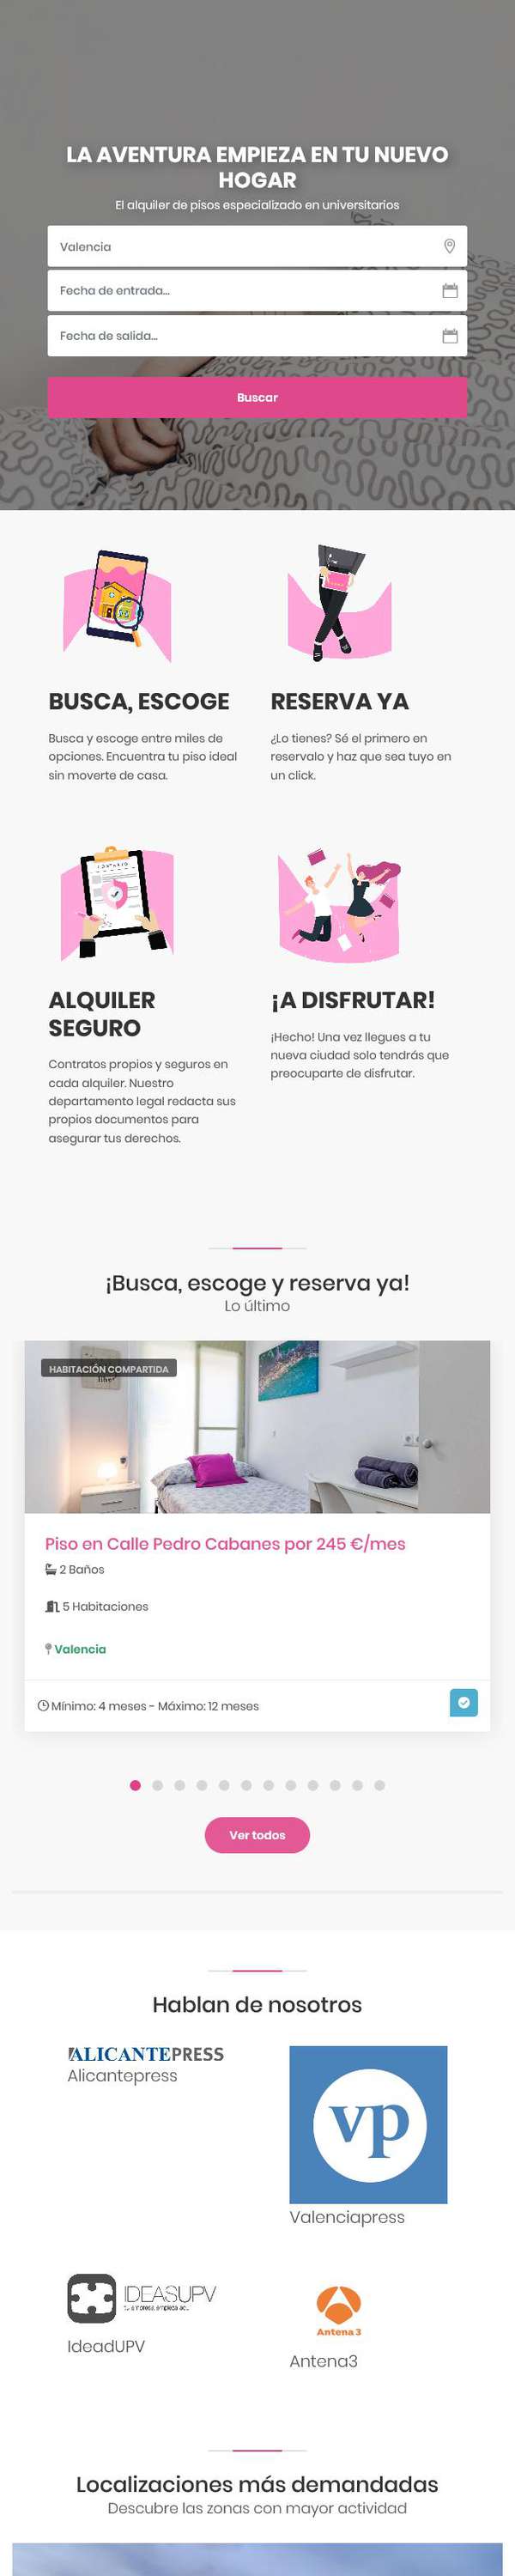 LA AVENTURA EMPIEZA EN TU NUEVO
HOGAR
El alquiler de pisos especializado en universitarios
Valencia
Fecha de entrada...
Fecha de salida...
Buscar
BUSCA, ESCOGE
Busca y escoge entre miles de
opciones. Encuentra tu piso ideal
sin moverte de casa.
RESERVA YA
¿Lo tienes? Sé el primero en
reservalo y haz que sea tuyo en
un click.
CONTRATO
ALQUILER
SEGURO
Contratos propios y seguros en
cada alquiler. Nuestro
departamento legal redacta sus
propios documentos para
asegurar tus derechos.
¡A DISFRUTAR!
¡Hecho! Una vez llegues a tu
nueva ciudad solo tendrás que
preocuparte de disfrutar.
¡Busca, escoge y reserva ya!
Lo último
HABITACIÓN COMPARTIDA
Piso en Calle Pedro Cabanes por 245 €/mes
2 Baños
5 Habitaciones
Valencia
Mínimo: 4 meses - Máximo: 12 meses
Ver todos
Hablan de nosotros
ALICANTEPRESS
Alicantepress
vp
Valenciapress
IDEASUPV
IdeadUPV
Antena 3
Antena3
Localizaciones más demandadas
Descubre las zonas con mayor actividad